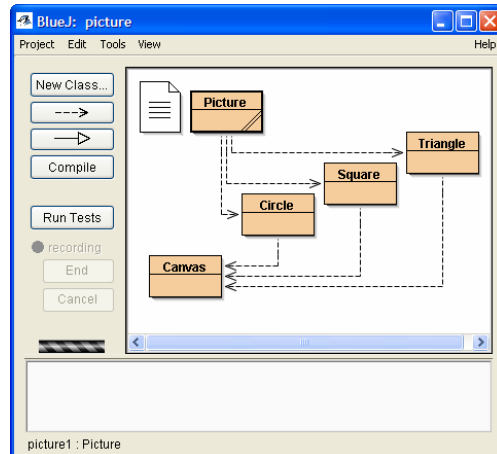 BlueJ: picture
Project Edit Tools View Help
New Class...
Picture
Triangle
Compile
Square
Circle
Run Tests
recording
Canvas
End
Cancel
picture1 : Picture